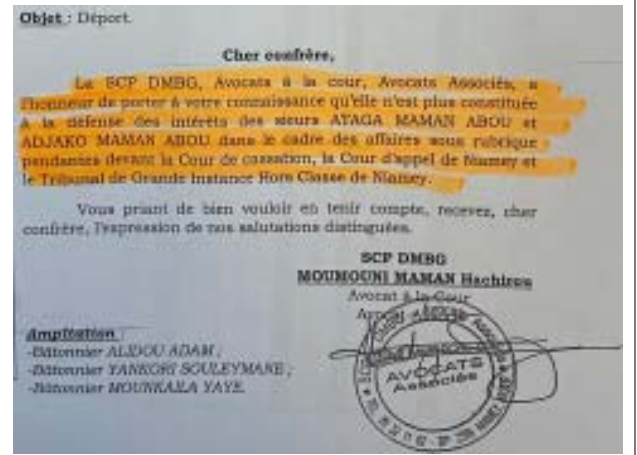 Objet : Déport.
Cher confrère,
La SCP DMBG, Avocats à la cour, Avocats Associés, a
l'honneur de porter à votre connaissance qu'elle n'est plus constituée
à la défense des intérêts des sieurs ATAGA MAMAN ABOU et
ADJAKO MAMAN ABOU dans le cadre des affaires sous rubrique
pendantes devant la Cour de cassation, la Cour d'appel de Niamey et
le Tribunal de Grande Instance Hors Classe de Niamey.
Vous priant de bien vouloir en tenir compte, recevez, cher
confrère, l'expression de nos salutations distinguées.
SCP DMBG
MOUMOUNI MAMAN Hachirou
Avocat à la Cour
Ampliation :
-Bâtonnier ALIDOU ADAM ;
-Bâtonnier YANKORI SOULEYMANE ;
-Bâtonnier MOUNKAILA YAYE.
AVOCATS
Associés